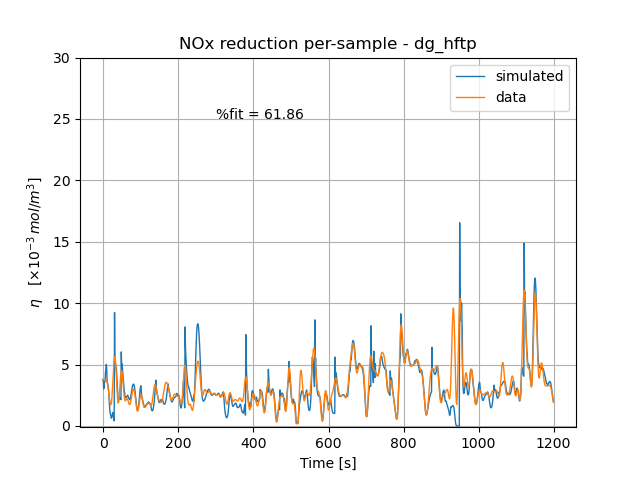 NOx reduction per-sample - dg_hftp
simulated
data
%fit = 61.86
η [×10⁻³ mol/m³]
30
25
20
15
10
5
0
0 200 400 600 800 1000 1200
Time [s]